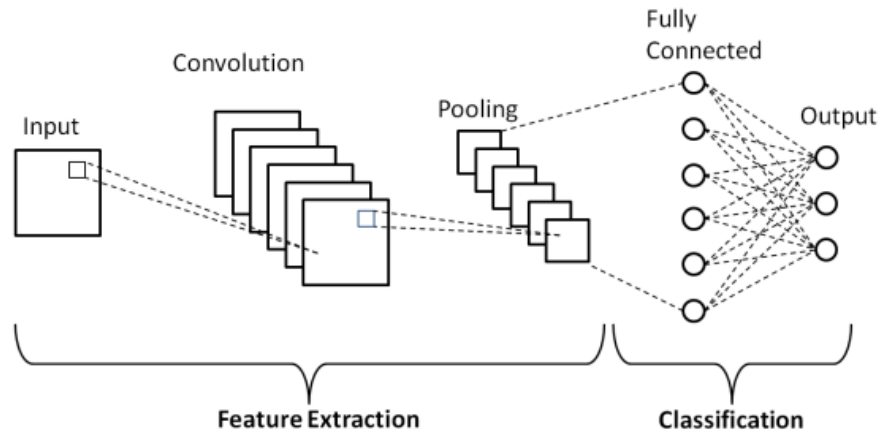 Input
Convolution
Pooling
Fully
Connected
Output
Feature Extraction
Classification